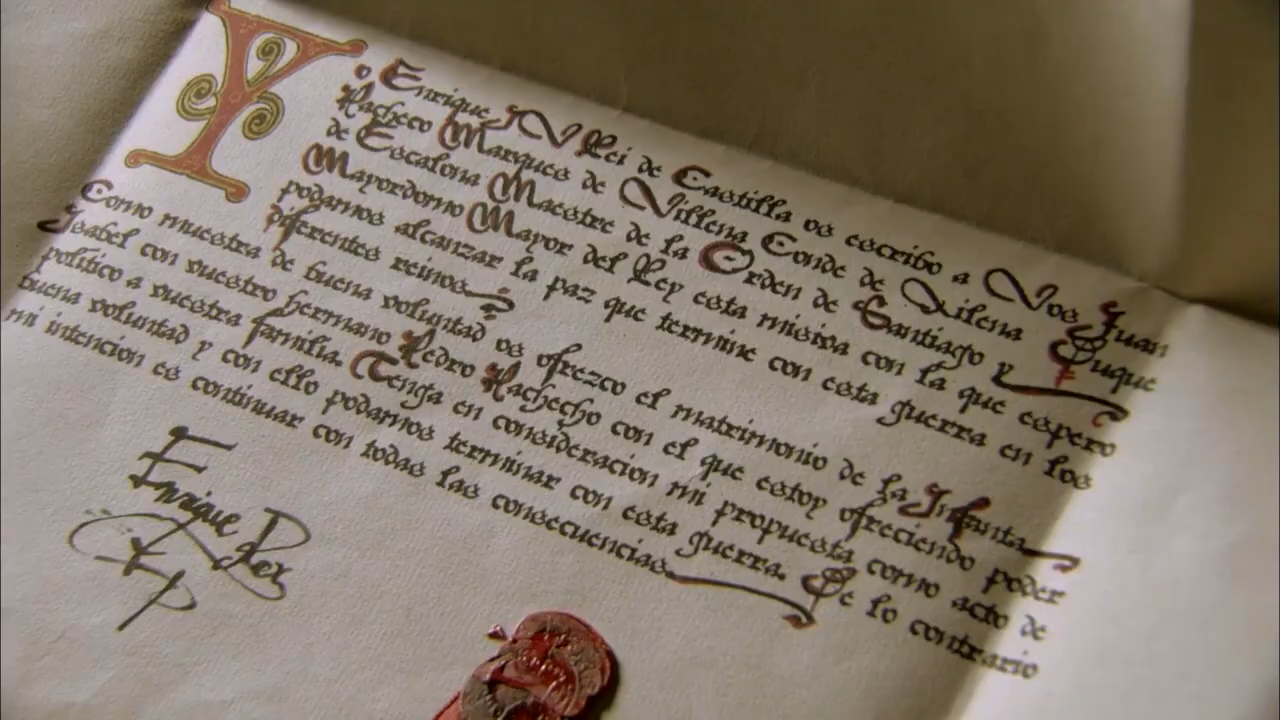 Yo Enrique IV Rei de Castilla os escribo a Vos Juan
Pacheco Marques de Villena Conde de Xilena Duque
de Escalona Maestre de la Orden de Santiago y
Mayordomo Mayor del Rey esta misiva con la que espero
podamos alcanzar la paz que termine con esta guerra en los
diferentes reinos
Como muestra de buena voluntad os ofrezco el matrimonio de la Infanta
Isabel con vuestro hermano Pedro Pachecho con el que estoy ofreciendo poder
político a vuestra familia. Tenga en consideracion mi propuesta como acto de
buena voluntad y con ello podamos terminar con esta guerra. De lo contrario
mi intencion es continuar con todas las consecuencias
Enrique Rex